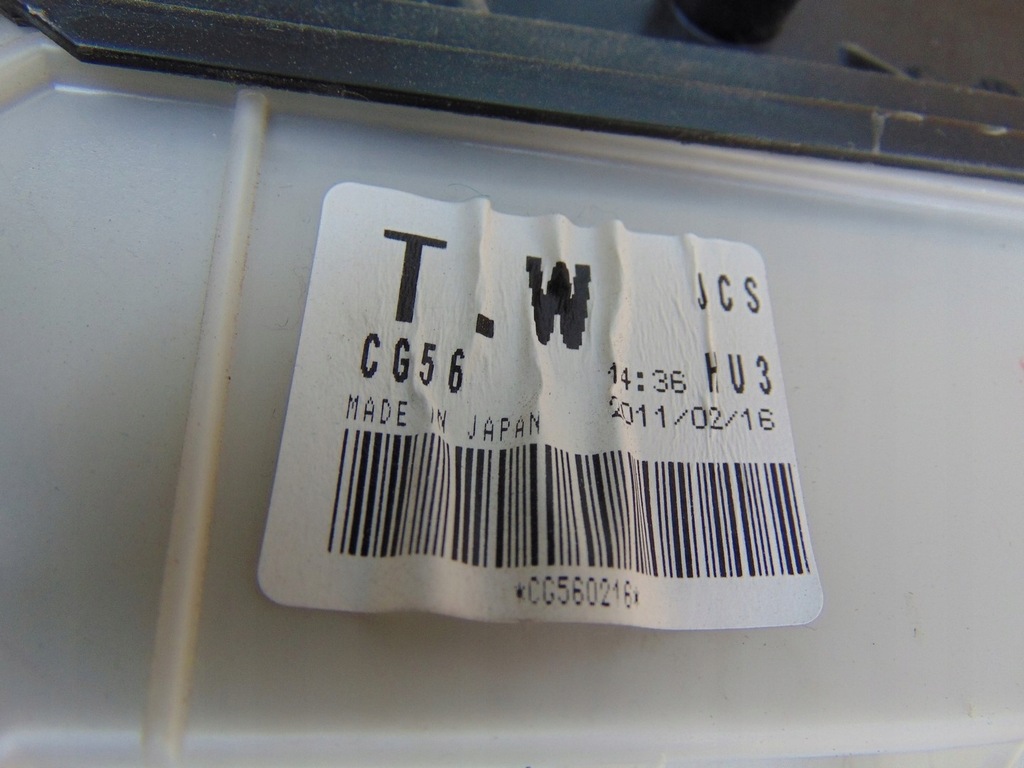 T.W JCS
CG56 14:36 HU3
MADE IN JAPAN 2011/02/16
*CG560216*